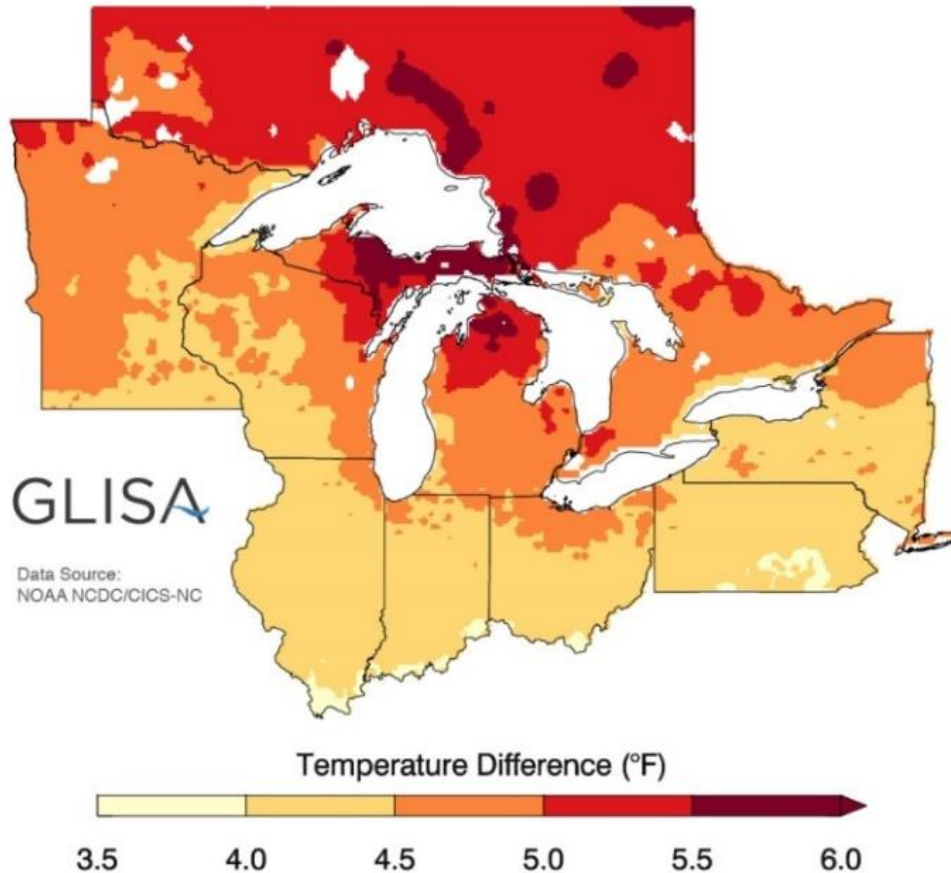 GLISA
Data Source:
NOAA NCDC/CICS-NC
Temperature Difference (°F)
3.5 4.0 4.5 5.0 5.5 6.0